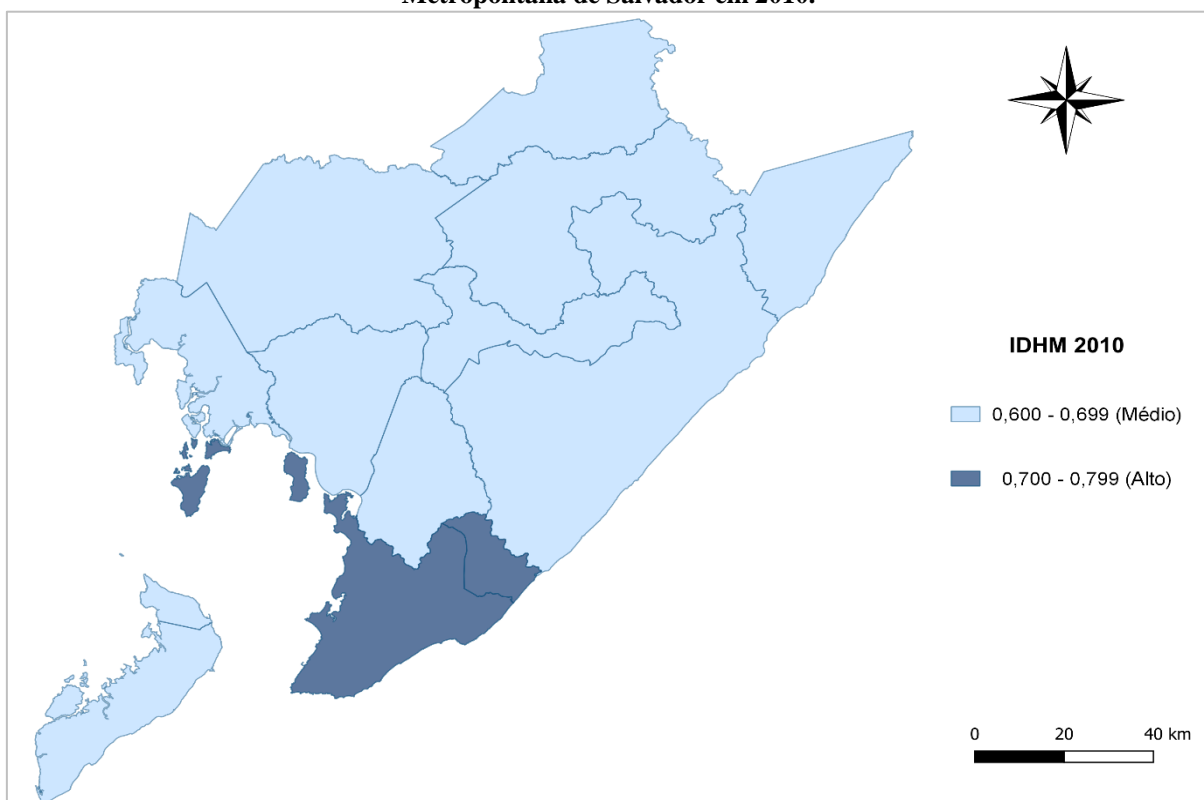 Metropolitana de Salvador em 2010.
IDHM 2010
0,600 - 0,699 (Médio)
0,700 - 0,799 (Alto)
0 20 40 km